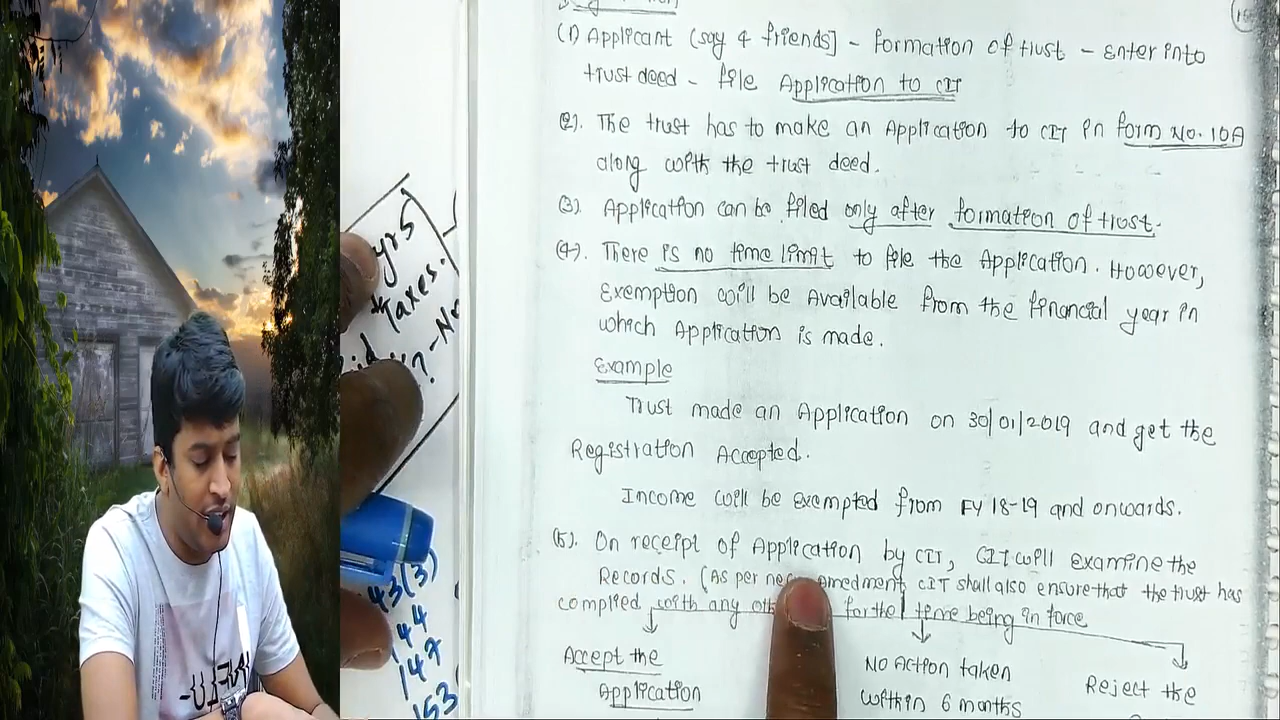 (1) Applicant (say 4 friends] - formation of trust - Enter into
trust deed - file Application to CIT
(2). The trust has to make an Application to CIT in form No. 10A
along with the trust deed.
(3). Application can be filed only after formation of trust.
(4). There is no time limit to file the Application. However,
Exemption will be Available from the financial year in
which Application is made.
Example
Trust made an Application on 30/01/2019 and get the
Registration Accepted.
Income will be exempted from FY 18-19 and onwards.
(5). On receipt of Application by CIT, CIT will examine the
Records. (As per amedment, CIT shall also ensure that the trust has
complied with any for the time being in force
Accept the
Application
No Action taken
within 6 months
Reject the
yrs
*Taxes.
43(3)
144
147
153